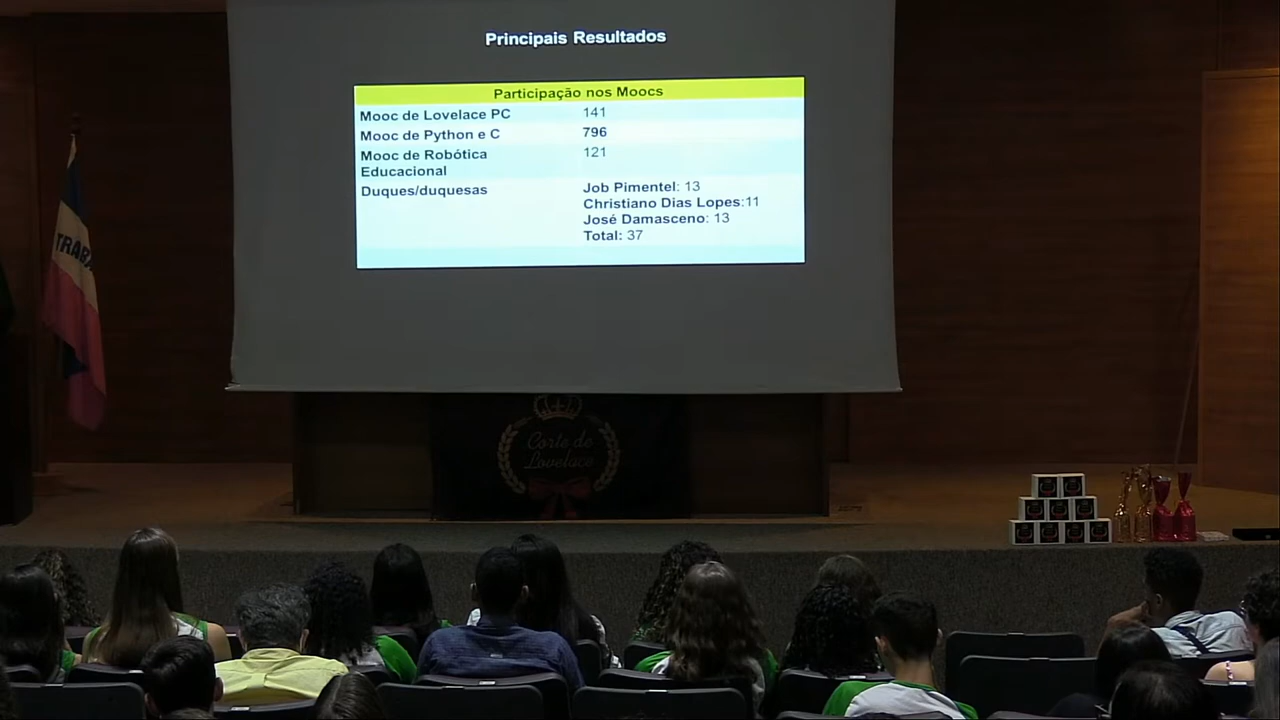 Principais Resultados
Participação nos Moocs
Mooc de Lovelace PC 141
Mooc de Python e C 796
Mooc de Robótica Educacional 121
Duques/duquesas
Job Pimentel: 13
Christiano Dias Lopes:11
José Damasceno: 13
Total: 37
TRABA
Corte de
Lovelace